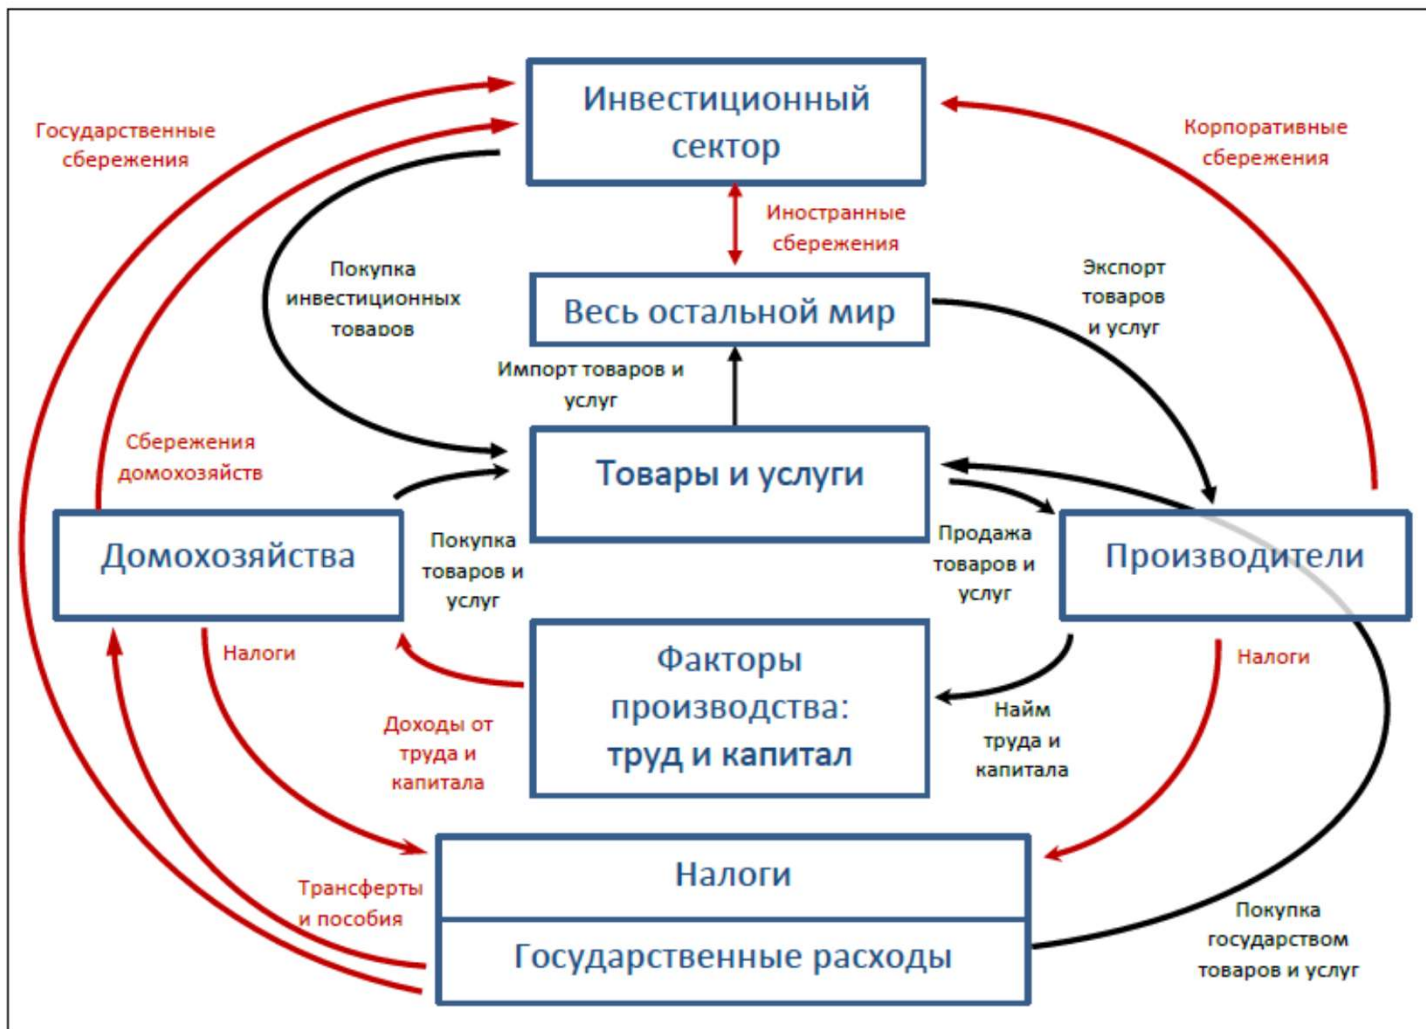 Инвестиционный
сектор
Государственные
сбережения
Корпоративные
сбережения
Иностранные
сбережения
Покупка
инвестиционных
товаров
Экспорт
товаров
и услуг
Весь остальной мир
Импорт товаров и
услуг
Сбережения
домохозяйств
Товары и услуги
Домохозяйства
Покупка
товаров и
услуг
Продажа
товаров и
услуг
Производители
Налоги
Факторы
производства:
труд и капитал
Налоги
Доходы от
труда и
капитала
Найм
труда и
капитала
Налоги
Трансферты
и пособия
Государственные расходы
Покупка
государством
товаров и услуг